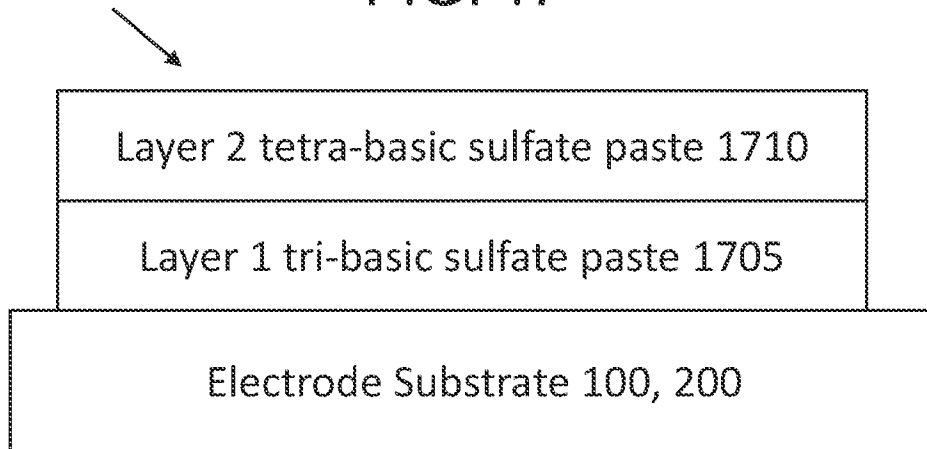 Layer 2 tetra-basic sulfate paste 1710
Layer 1 tri-basic sulfate paste 1705
Electrode Substrate 100, 200